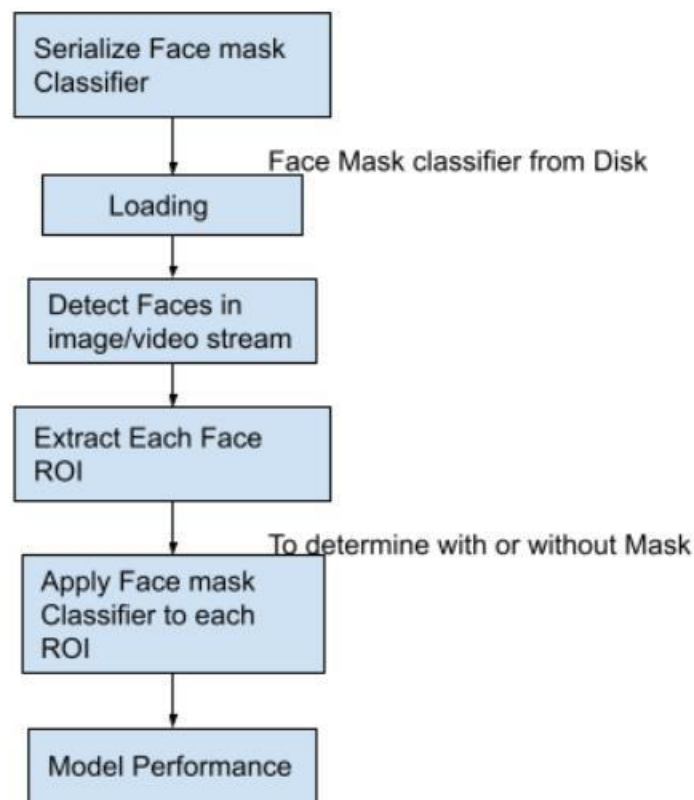 Serialize Face mask
Classifier
Face Mask classifier from Disk
Loading
Detect Faces in
image/video stream
Extract Each Face
ROI
To determine with or without Mask
Apply Face mask
Classifier to each
ROI
Model Performance